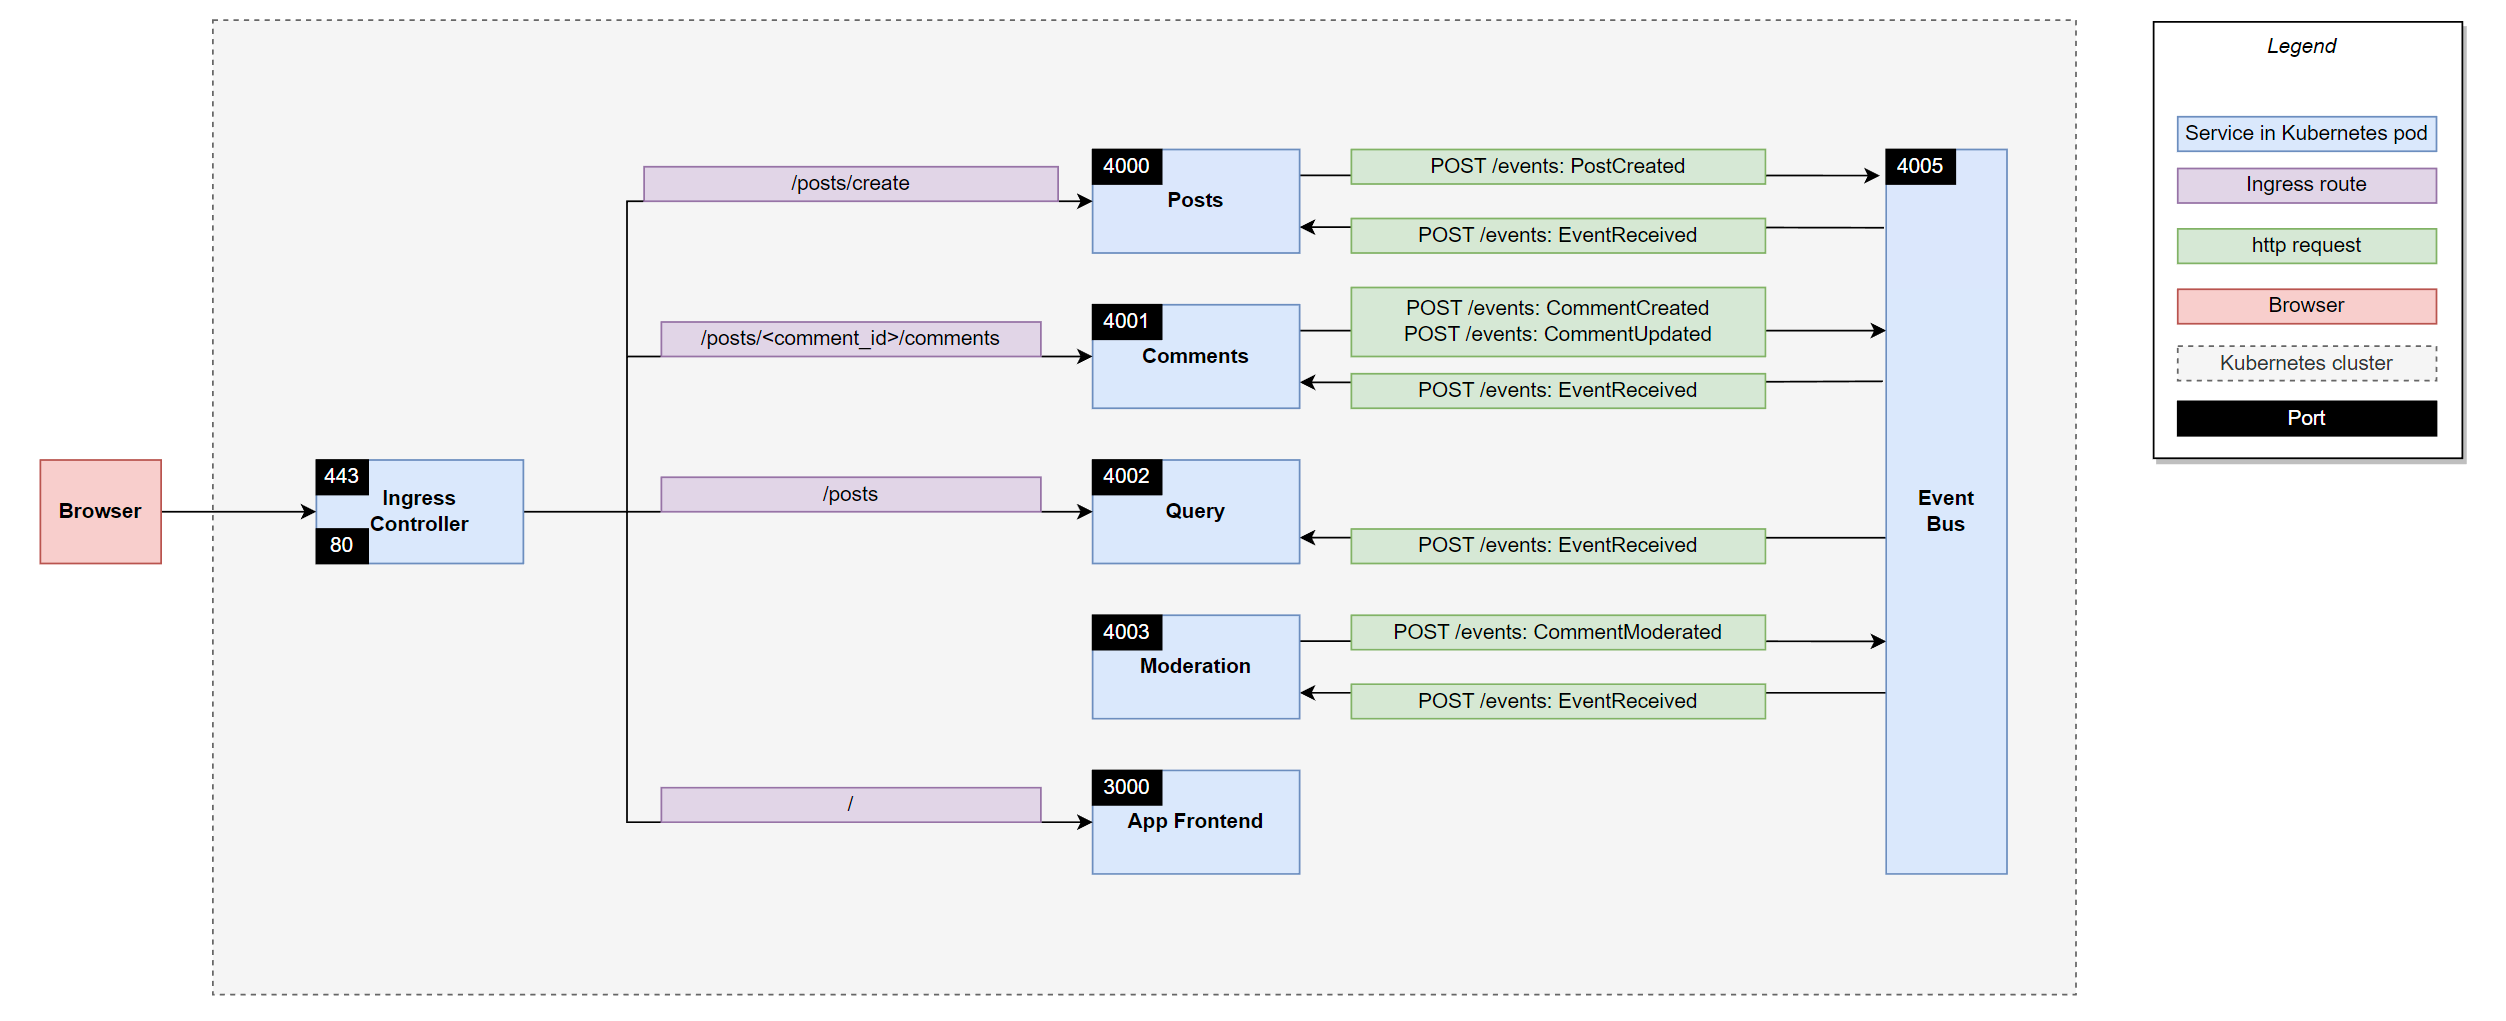 Legend
Service in Kubernetes pod
Ingress route
http request
Browser
Kubernetes cluster
Port
Browser
443
Ingress
Controller
80
/posts/create
/posts/<comment_id>/comments
/posts
/
4000
Posts
4001
Comments
4002
Query
4003
Moderation
3000
App Frontend
POST /events: PostCreated
POST /events: EventReceived
POST /events: CommentCreated
POST /events: CommentUpdated
POST /events: EventReceived
POST /events: EventReceived
POST /events: CommentModerated
POST /events: EventReceived
4005
Event
Bus